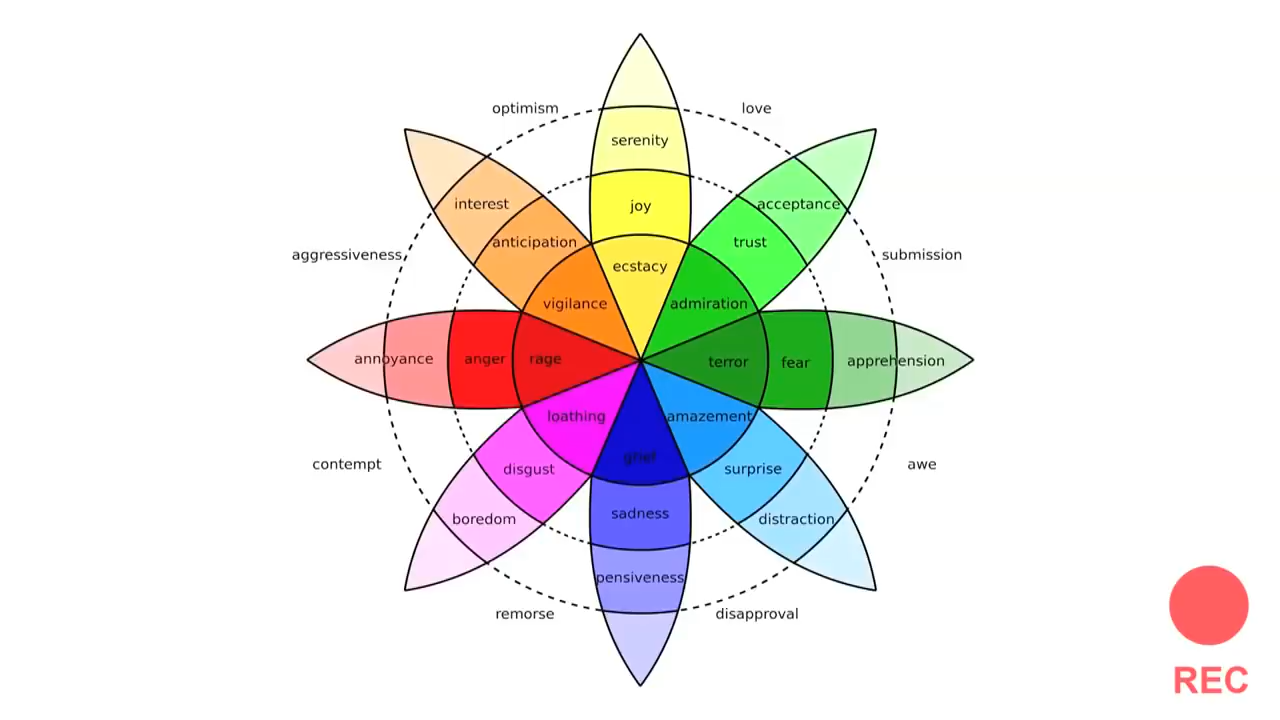 optimism
love
serenity
interest
joy
acceptance
anticipation
trust
aggressiveness
submission
ecstacy
vigilance
admiration
annoyance
anger
rage
terror
fear
apprehension
loathing
amazement
contempt
grief
awe
disgust
surprise
boredom
sadness
distraction
pensiveness
remorse
disapproval
REC